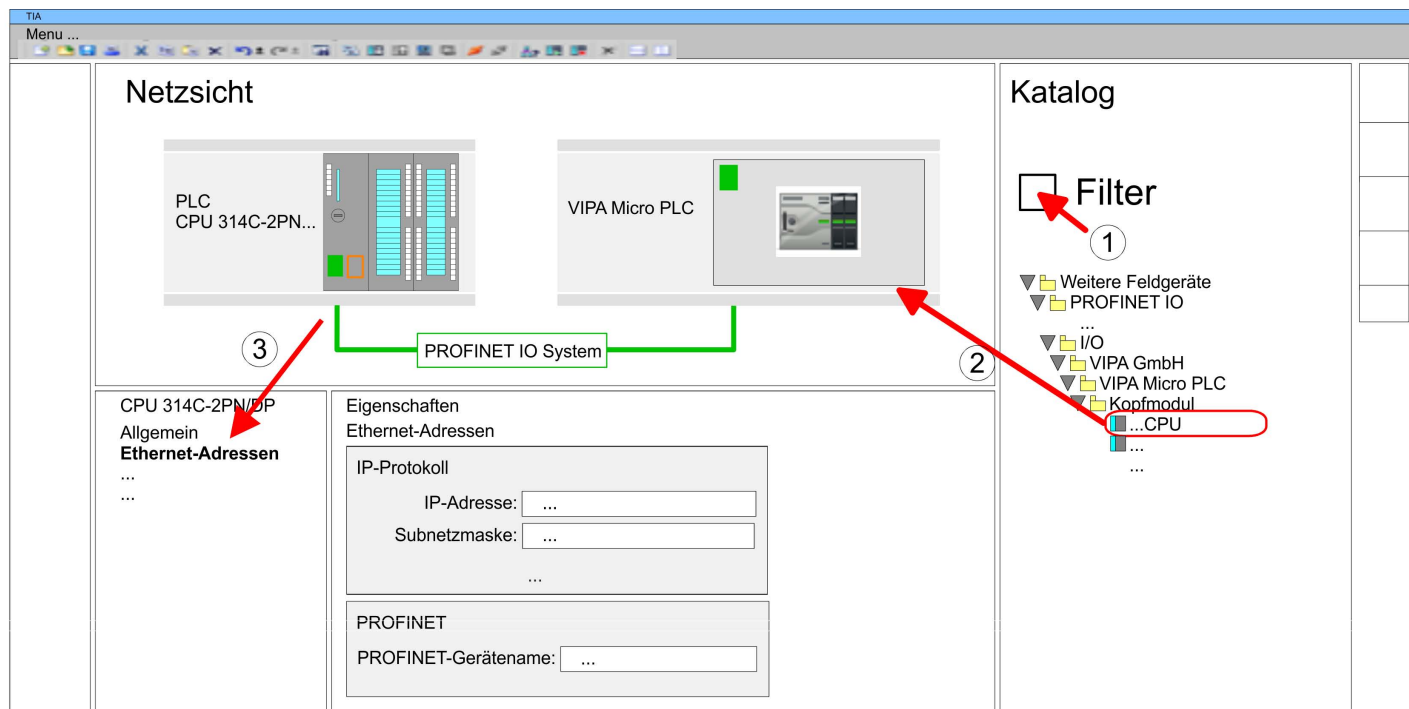 TIA
Menu ...
Netzsicht
PLC
CPU 314C-2PN...
VIPA Micro PLC
PROFINET IO System
3
2
Katalog
Filter
1
Weitere Feldgeräte
PROFINET IO
...
I/O
VIPA GmbH
VIPA Micro PLC
Kopfmodul
...CPU
...
...
CPU 314C-2PN/DP
Allgemein
Ethernet-Adressen
...
...
Eigenschaften
Ethernet-Adressen
IP-Protokoll
IP-Adresse: ...
Subnetzmaske: ...
...
PROFINET
PROFINET-Gerätename: ...